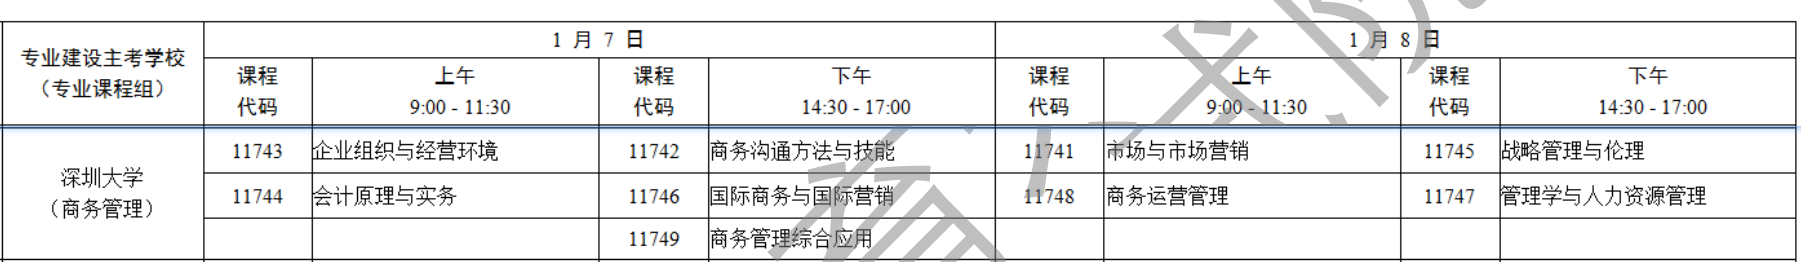 专业建设主考学校
（专业课程组）
1 月 7 日
1 月 8 日
课程
代码
上午
9:00 - 11:30
课程
代码
下午
14:30 - 17:00
课程
代码
上午
9:00 - 11:30
课程
代码
下午
14:30 - 17:00
深圳大学
（商务管理）
11743 企业组织与经营环境 11742 商务沟通方法与技能 11741 市场与市场营销 11745 战略管理与伦理
11744 会计原理与实务 11746 国际商务与国际营销 11748 商务运营管理 11747 管理学与人力资源管理
11749 商务管理综合应用